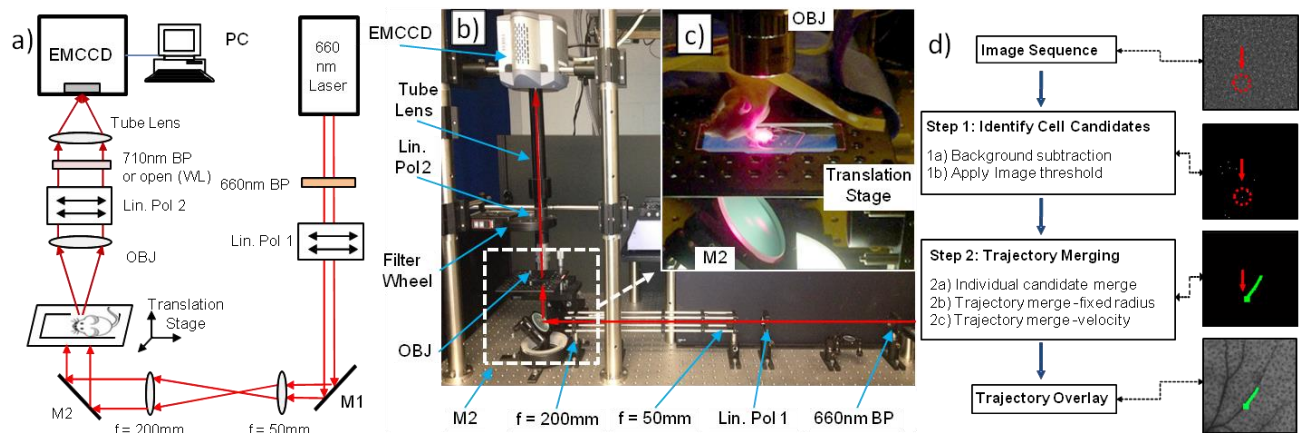 a)
EMCCD
PC
660
nm
Laser
Tube Lens
710nm BP
or open (WL)
660nm BP
Lin. Pol 2
Lin. Pol 1
OBJ
Translation
Stage
M2
M1
f = 200mm
f = 50mm
b)
EMCCD
Tube
Lens
Lin.
Pol2
Filter
Wheel
OBJ
M2
f = 200mm
f = 50mm
Lin. Pol 1
660nm BP
c)
OBJ
Translation
Stage
M2
d)
Image Sequence
Step 1: Identify Cell Candidates
1a) Background subtraction
1b) Apply Image threshold
Step 2: Trajectory Merging
2a) Individual candidate merge
2b) Trajectory merge-fixed radius
2c) Trajectory merge-velocity
Trajectory Overlay